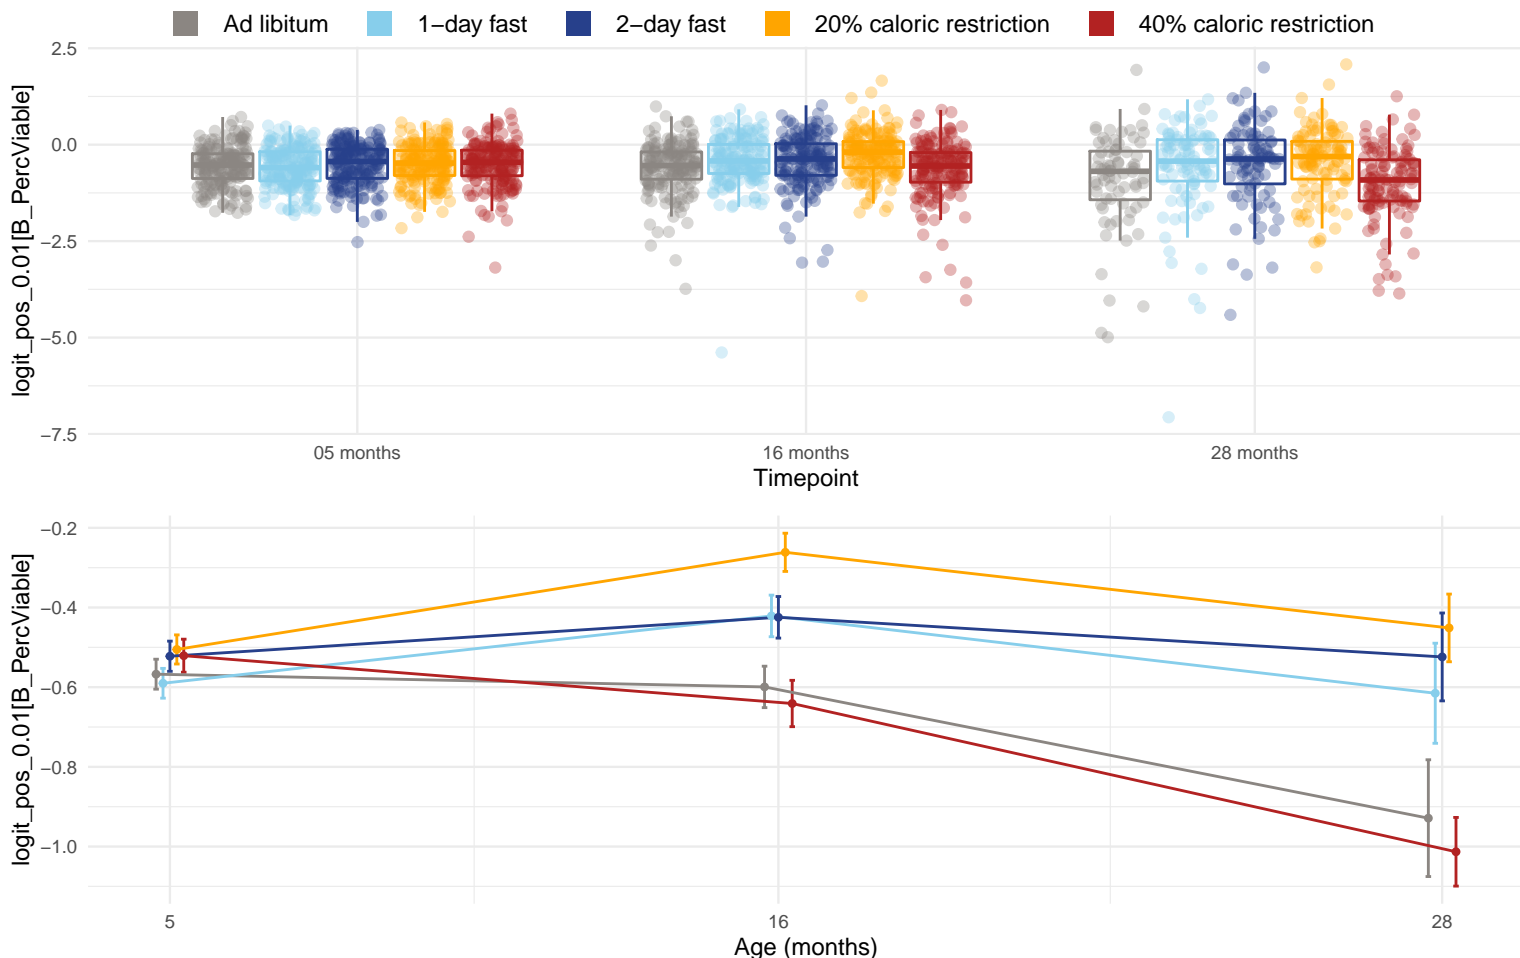 Ad libitum 1−day fast 2−day fast 20% caloric restriction 40% caloric restriction
logit_pos_0.01[B_PercViable]
2.5
0.0
−2.5
−5.0
−7.5
05 months 16 months 28 months
Timepoint
logit_pos_0.01[B_PercViable]
−0.2
−0.4
−0.6
−0.8
−1.0
5 16 28
Age (months)